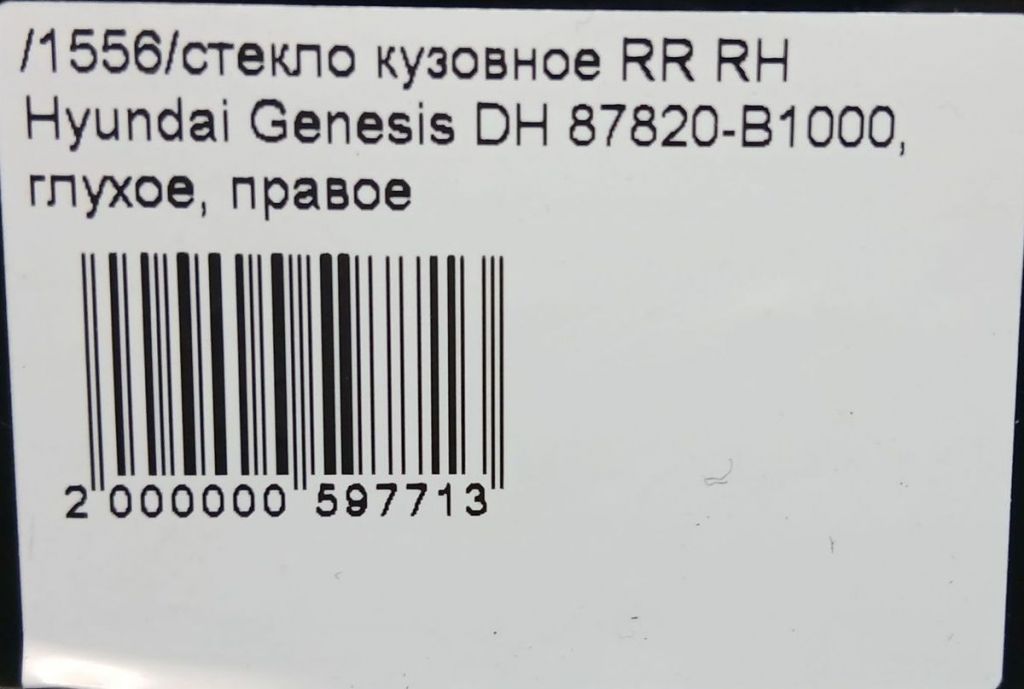 /1556/стекло кузовное RR RH
Hyundai Genesis DH 87820-B1000,
глухое, правое
2 000000 597713